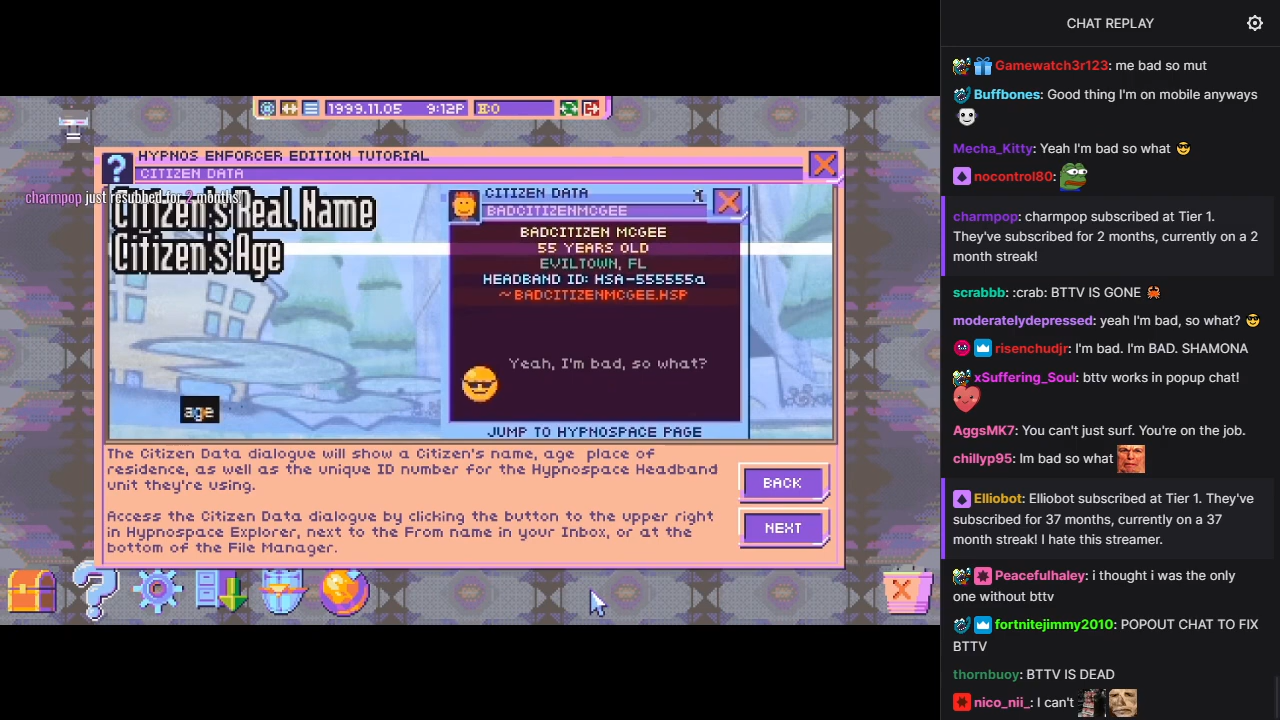 1999.11.05 9:12P
HYPNOS ENFORCER EDITION TUTORIAL
CITIZEN DATA
charmpop just resubbed for 2 months!
Citizen's Real Name
Citizen's Age
CITIZEN DATA
BADCITIZENMCGEE
BADCITIZEN MCGEE
55 YEARS OLD
EVILTOWN, FL
HEADBAND ID: HSA-555555a
~BADCITIZENMCGEE.HSP
Yeah, I'm bad, so what?
JUMP TO HYPNOSPACE PAGE
age
The Citizen Data dialogue will show a Citizen's name, age place of
residence, as well as the unique ID number for the Hypnospace Headband
unit they're using.
Access the Citizen Data dialogue by clicking the button to the upper right
in Hypnospace Explorer, next to the From name in your Inbox, or at the
bottom of the File Manager.
BACK
NEXT
CHAT REPLAY
Gamewatch3r123: me bad so mut
Buffbones: Good thing I'm on mobile anyways
Mecha_Kitty: Yeah I'm bad so what 😎
nocontrol80:
charmpop: charmpop subscribed at Tier 1.
They've subscribed for 2 months, currently on a 2
month streak!
scrabbb: :crab: BTTV IS GONE 🦀
moderatelydepressed: yeah I'm bad, so what? 😎
risenchudjr: I'm bad. I'm BAD. SHAMONA
xSuffering_Soul: bttv works in popup chat!
AggsMK7: You can't just surf. You're on the job.
chillyp95: Im bad so what
Elliobot: Elliobot subscribed at Tier 1. They've
subscribed for 37 months, currently on a 37
month streak! I hate this streamer.
Peacefulhaley: i thought i was the only
one without bttv
fortnitejimmy2010: POPOUT CHAT TO FIX
BTTV
thornbuoy: BTTV IS DEAD
nico_nii_: I can't